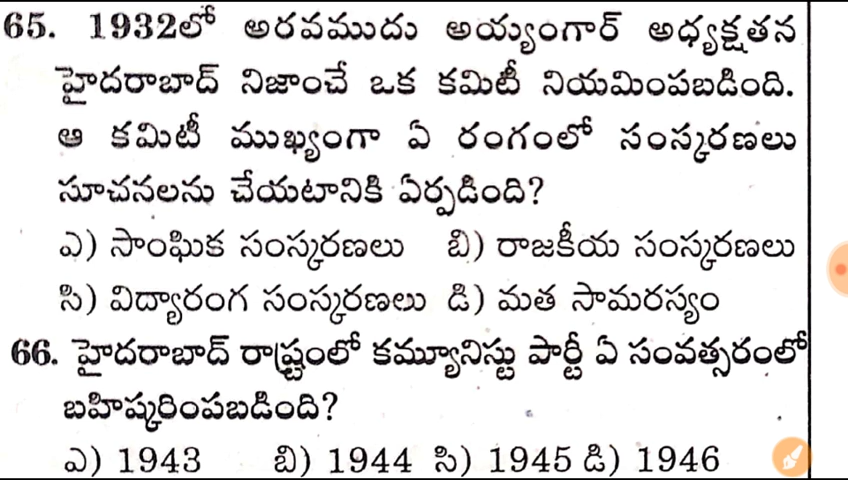 65. 1932లో అరవముదు అయ్యంగార్ అధ్యక్షతన
హైదరాబాద్ నిజాంచే ఒక కమిటీ నియమింపబడింది.
ఆ కమిటీ ముఖ్యంగా ఏ రంగంలో సంస్కరణలు
సూచనలను చేయటానికి ఏర్పడింది?
ఎ) సాంఘిక సంస్కరణలు బి) రాజకీయ సంస్కరణలు
సి) విద్యారంగ సంస్కరణలు డి) మత సామరస్యం
66. హైదరాబాద్ రాష్ట్రంలో కమ్యూనిస్టు పార్టీ ఏ సంవత్సరంలో
బహిష్కరింపబడింది?
ఎ) 1943 బి) 1944 సి) 1945 డి) 1946